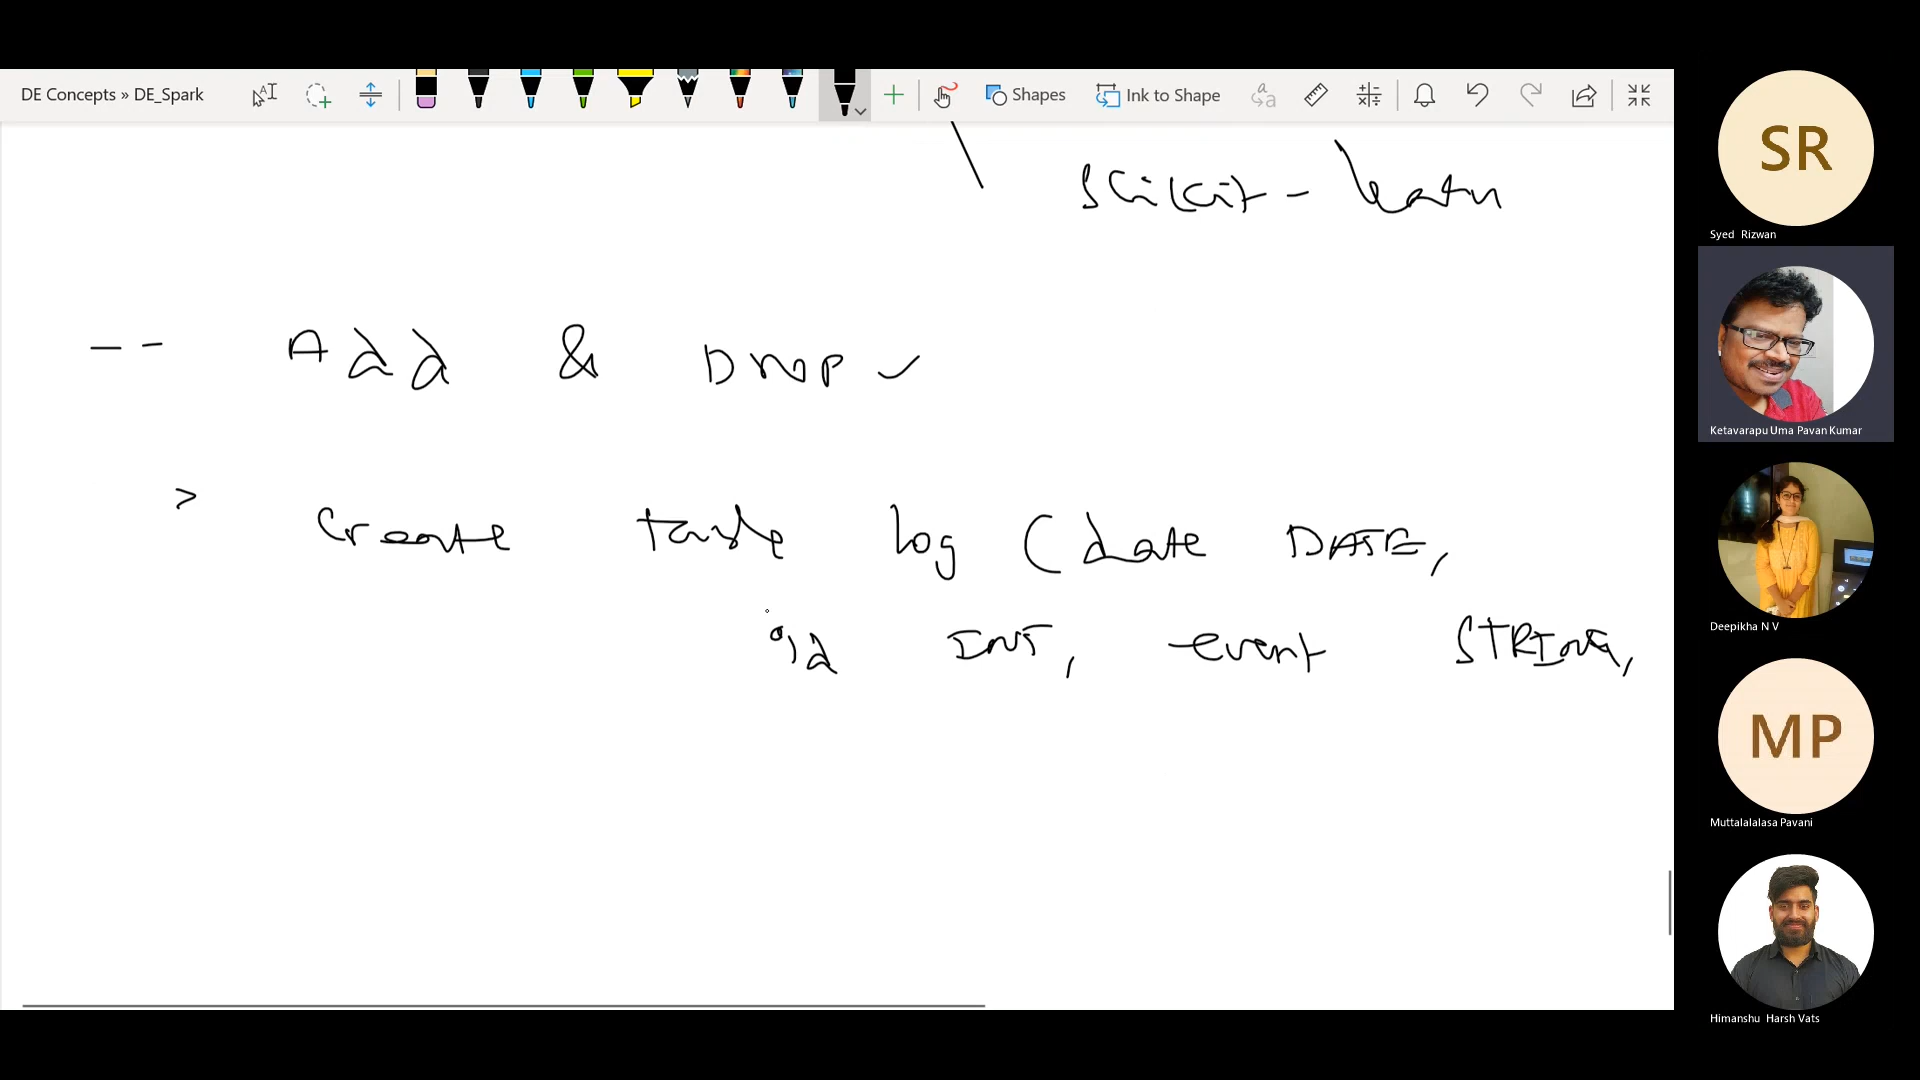 DE Concepts » DE_Spark
Shapes
Ink to Shape
Scikit - learn
-- Add & Drop ✓
> Create table log (date DATE,
id INT, event STRING,
SR
Syed Rizwan
Ketavarapu Uma Pavan Kumar
Deepikha N V
MP
Muttalalalasa Pavani
Himanshu Harsh Vats